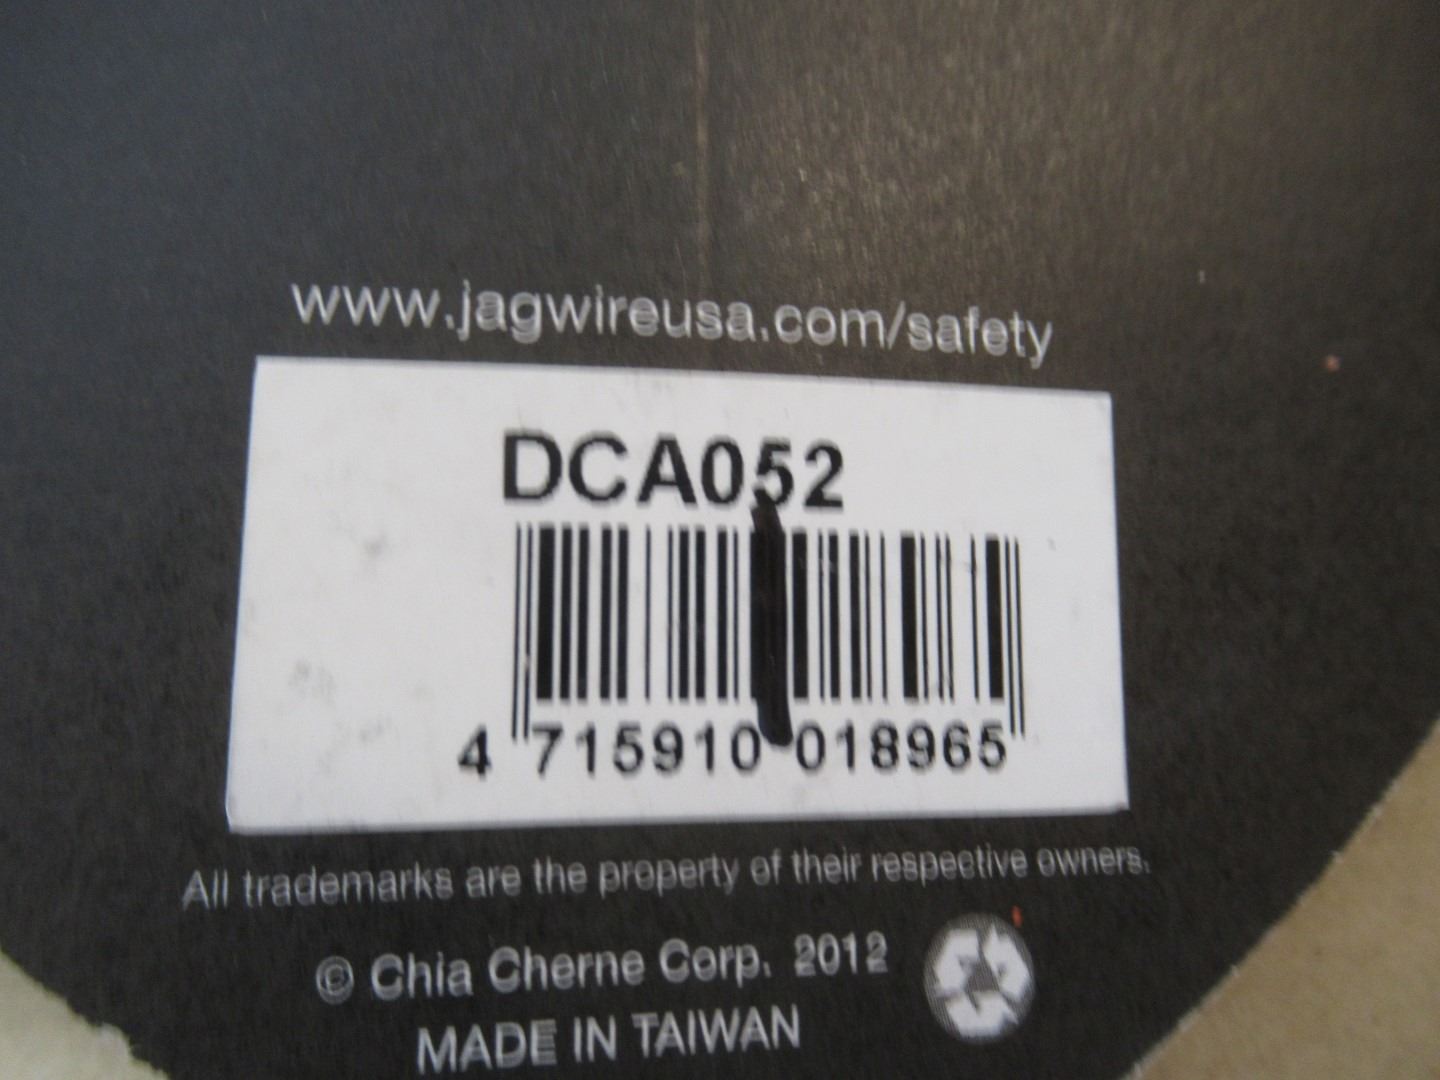 www.jagwireusa.com/safety
DCA052
4 715910 018965
All trademarks are the property of their respective owners.
© Chia Cherne Corp. 2012
MADE IN TAIWAN